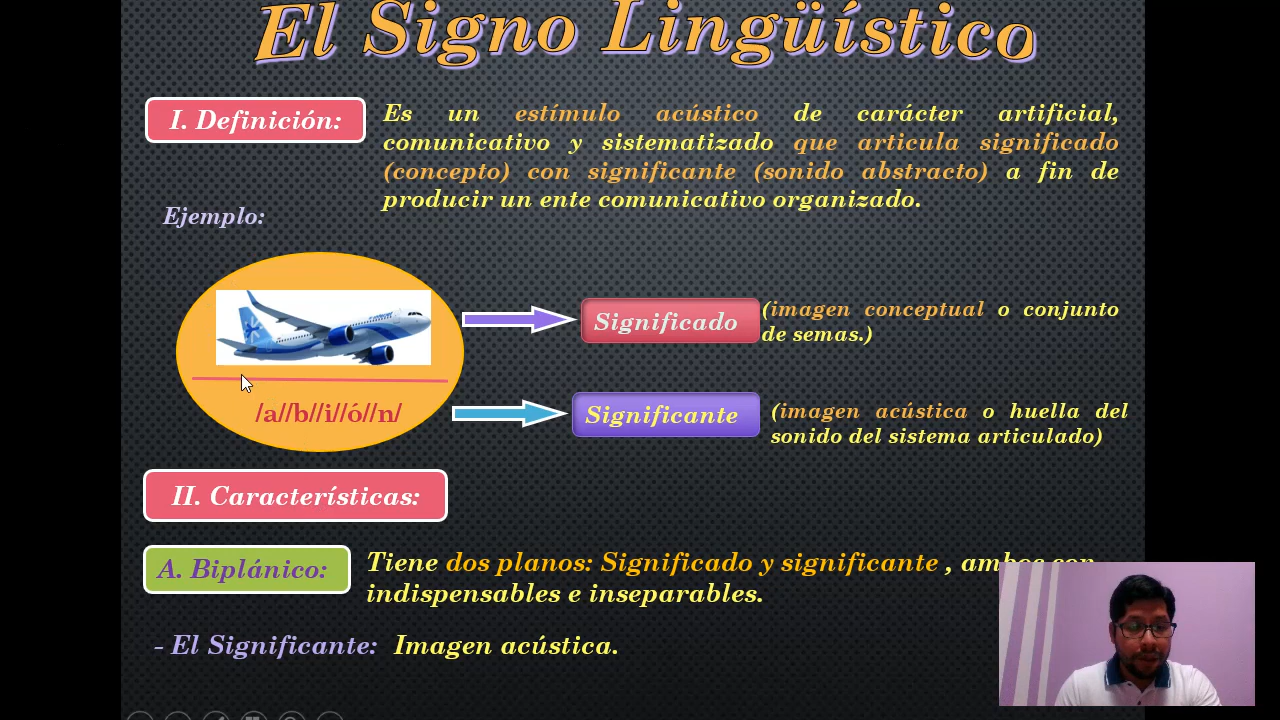 El Signo Lingüístico
I. Definición:
Es un estímulo acústico de carácter artificial,
comunicativo y sistematizado que articula significado
(concepto) con significante (sonido abstracto) a fin de
producir un ente comunicativo organizado.
Ejemplo:
Significado
(imagen conceptual o conjunto
de semas.)
/a//b//i//ó//n/
Significante
(imagen acústica o huella del
sonido del sistema articulado)
II. Características:
A. Biplánico:
Tiene dos planos: Significado y significante , ambos son
indispensables e inseparables.
- El Significante: Imagen acústica.